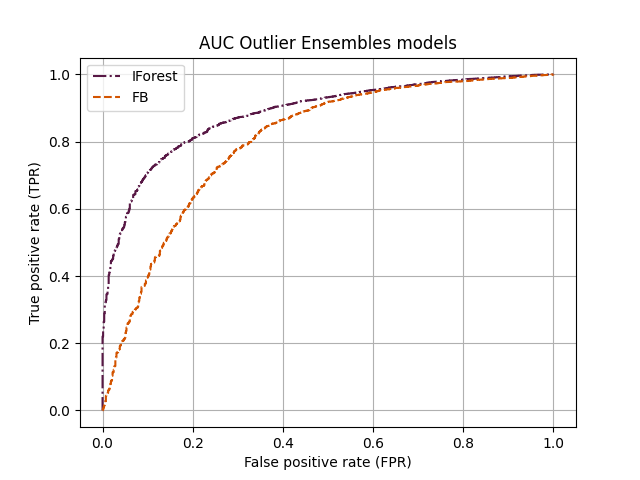 AUC Outlier Ensembles models
IForest
FB
True positive rate (TPR)
1.0
0.8
0.6
0.4
0.2
0.0
0.0 0.2 0.4 0.6 0.8 1.0
False positive rate (FPR)